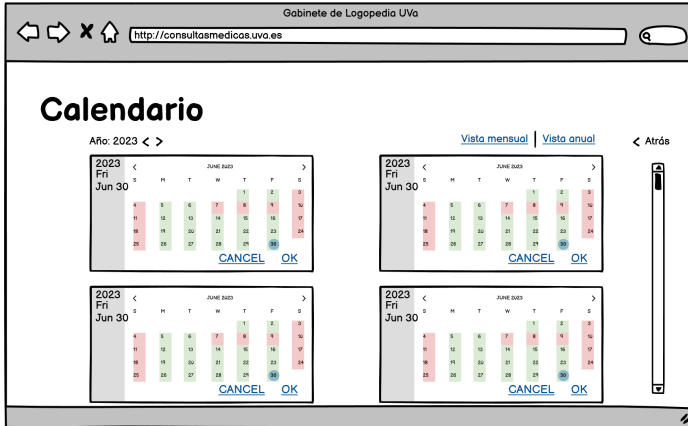 Gabinete de Logopedia UVa
http://consultasmedicas.uva.es
Calendario
Año: 2023 < >
Vista mensual | Vista anual
< Atrás
2023
Fri
Jun 30
< JUNE 2023 >
S M T W T F S
1 2 3
4 5 6 7 8 9 10
11 12 13 14 15 16 17
18 19 20 21 22 23 24
25 26 27 28 29 30
CANCEL OK
2023
Fri
Jun 30
< JUNE 2023 >
S M T W T F S
1 2 3
4 5 6 7 8 9 10
11 12 13 14 15 16 17
18 19 20 21 22 23 24
25 26 27 28 29 30
CANCEL OK
2023
Fri
Jun 30
< JUNE 2023 >
S M T W T F S
1 2 3
4 5 6 7 8 9 10
11 12 13 14 15 16 17
18 19 20 21 22 23 24
25 26 27 28 29 30
CANCEL OK
2023
Fri
Jun 30
< JUNE 2023 >
S M T W T F S
1 2 3
4 5 6 7 8 9 10
11 12 13 14 15 16 17
18 19 20 21 22 23 24
25 26 27 28 29 30
CANCEL OK